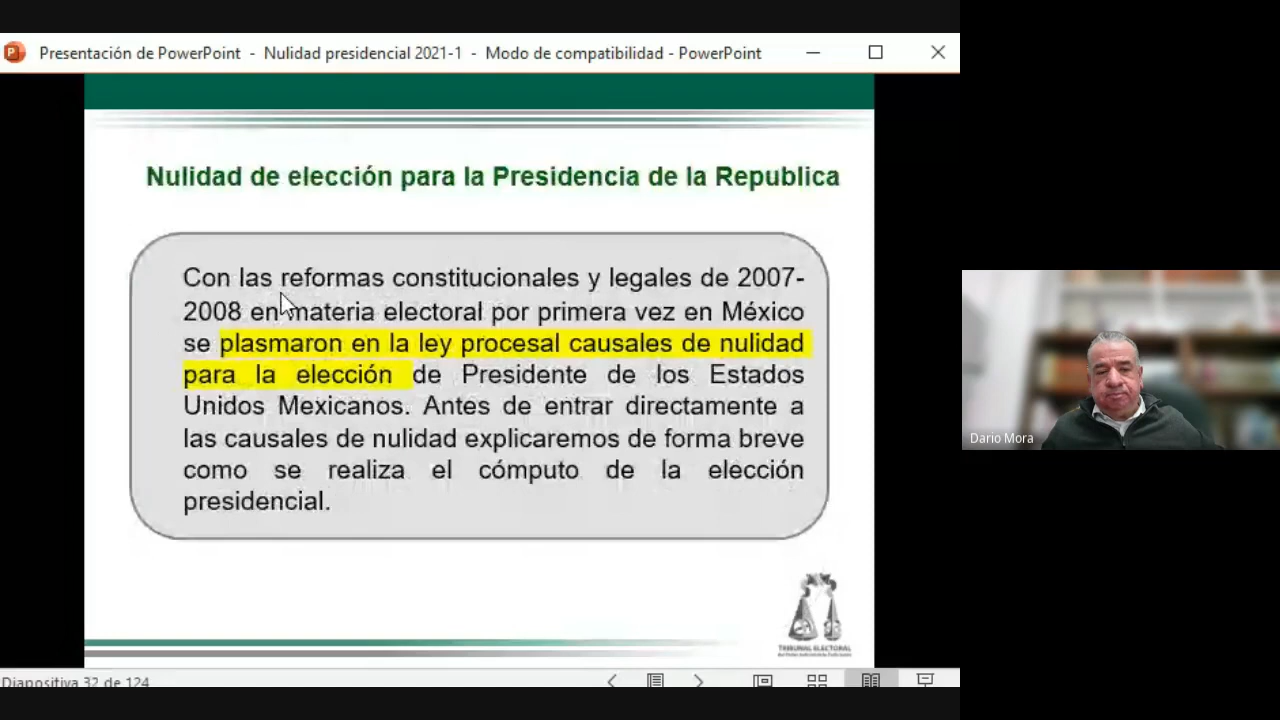 Presentación de PowerPoint - Nulidad presidencial 2021-1 - Modo de compatibilidad - PowerPoint
Nulidad de elección para la Presidencia de la Republica
Con las reformas constitucionales y legales de 2007-
2008 en materia electoral por primera vez en México
se plasmaron en la ley procesal causales de nulidad
para la elección de Presidente de los Estados
Unidos Mexicanos. Antes de entrar directamente a
las causales de nulidad explicaremos de forma breve
como se realiza el cómputo de la elección
presidencial.
TRIBUNAL ELECTORAL
Dario Mora
Diapositiva 32 de 124